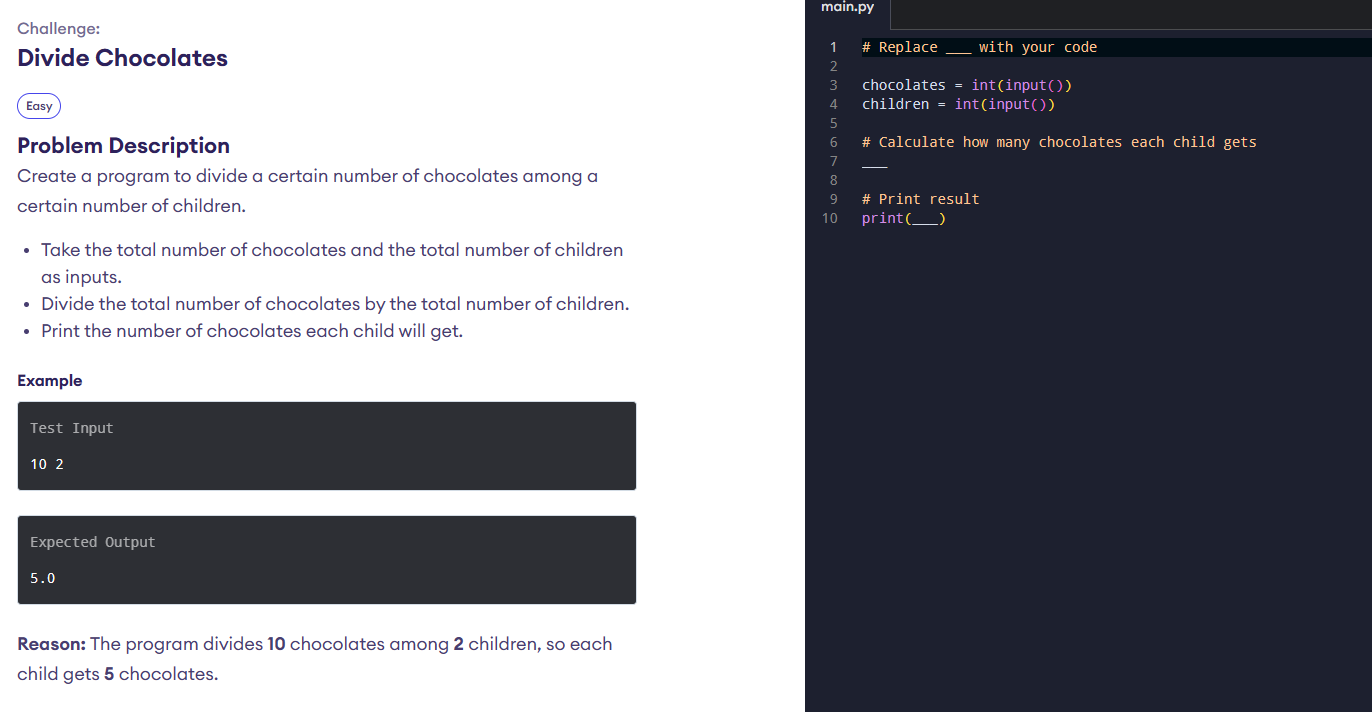 Challenge:
Divide Chocolates
Easy
Problem Description
Create a program to divide a certain number of chocolates among a
certain number of children.
• Take the total number of chocolates and the total number of children
as inputs.
• Divide the total number of chocolates by the total number of children.
• Print the number of chocolates each child will get.
Example
Test Input
10 2
Expected Output
5.0
Reason: The program divides 10 chocolates among 2 children, so each
child gets 5 chocolates.
main.py
1 # Replace ___ with your code
2
3 chocolates = int(input())
4 children = int(input())
5
6 # Calculate how many chocolates each child gets
7 ___
8
9 # Print result
10 print(___)